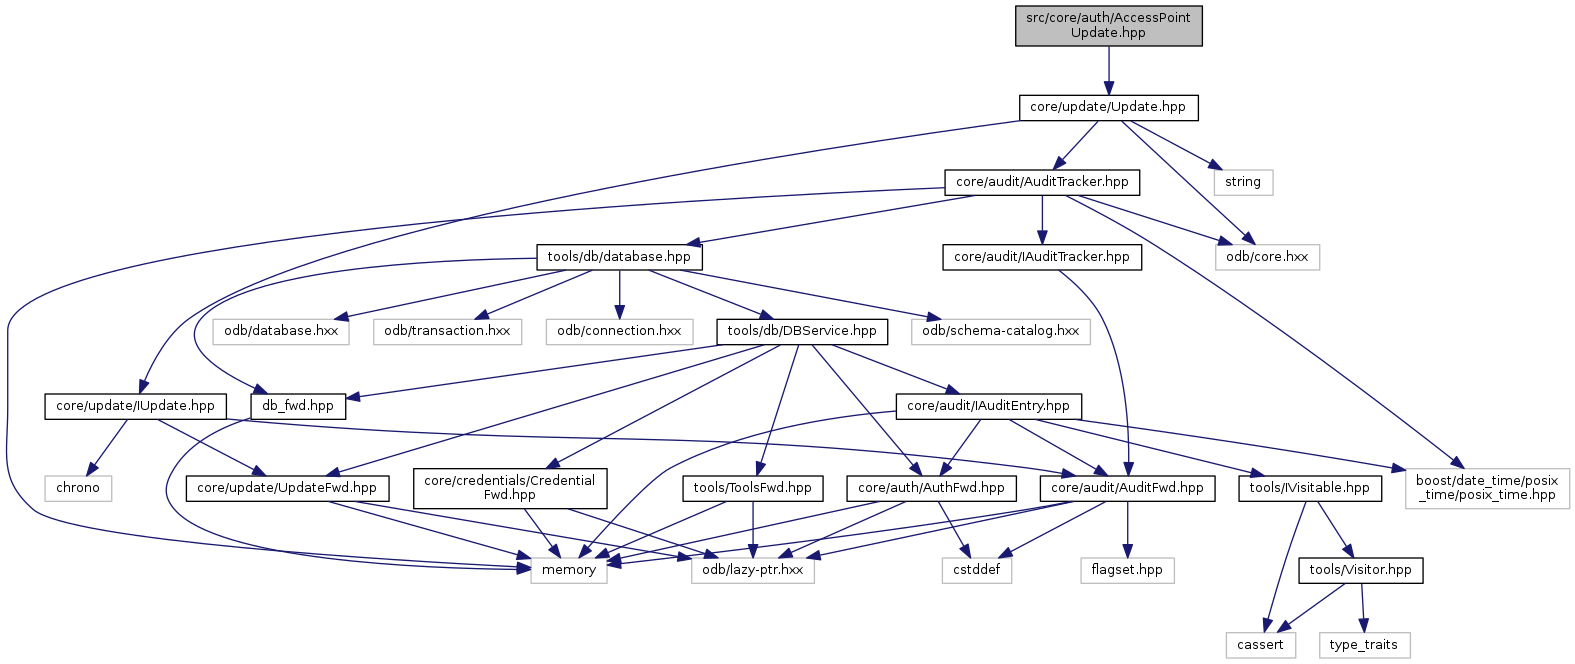 src/core/auth/AccessPoint
Update.hpp
core/update/Update.hpp
core/audit/AuditTracker.hpp
string
tools/db/database.hpp
core/audit/IAuditTracker.hpp
odb/core.hxx
odb/database.hxx
odb/transaction.hxx
odb/connection.hxx
tools/db/DBService.hpp
odb/schema-catalog.hxx
core/update/IUpdate.hpp
db_fwd.hpp
core/audit/IAuditEntry.hpp
chrono
core/update/UpdateFwd.hpp
core/credentials/Credential
Fwd.hpp
tools/ToolsFwd.hpp
core/auth/AuthFwd.hpp
core/audit/AuditFwd.hpp
tools/IVisitable.hpp
boost/date_time/posix
_time/posix_time.hpp
memory
odb/lazy-ptr.hxx
cstddef
flagset.hpp
tools/Visitor.hpp
cassert
type_traits